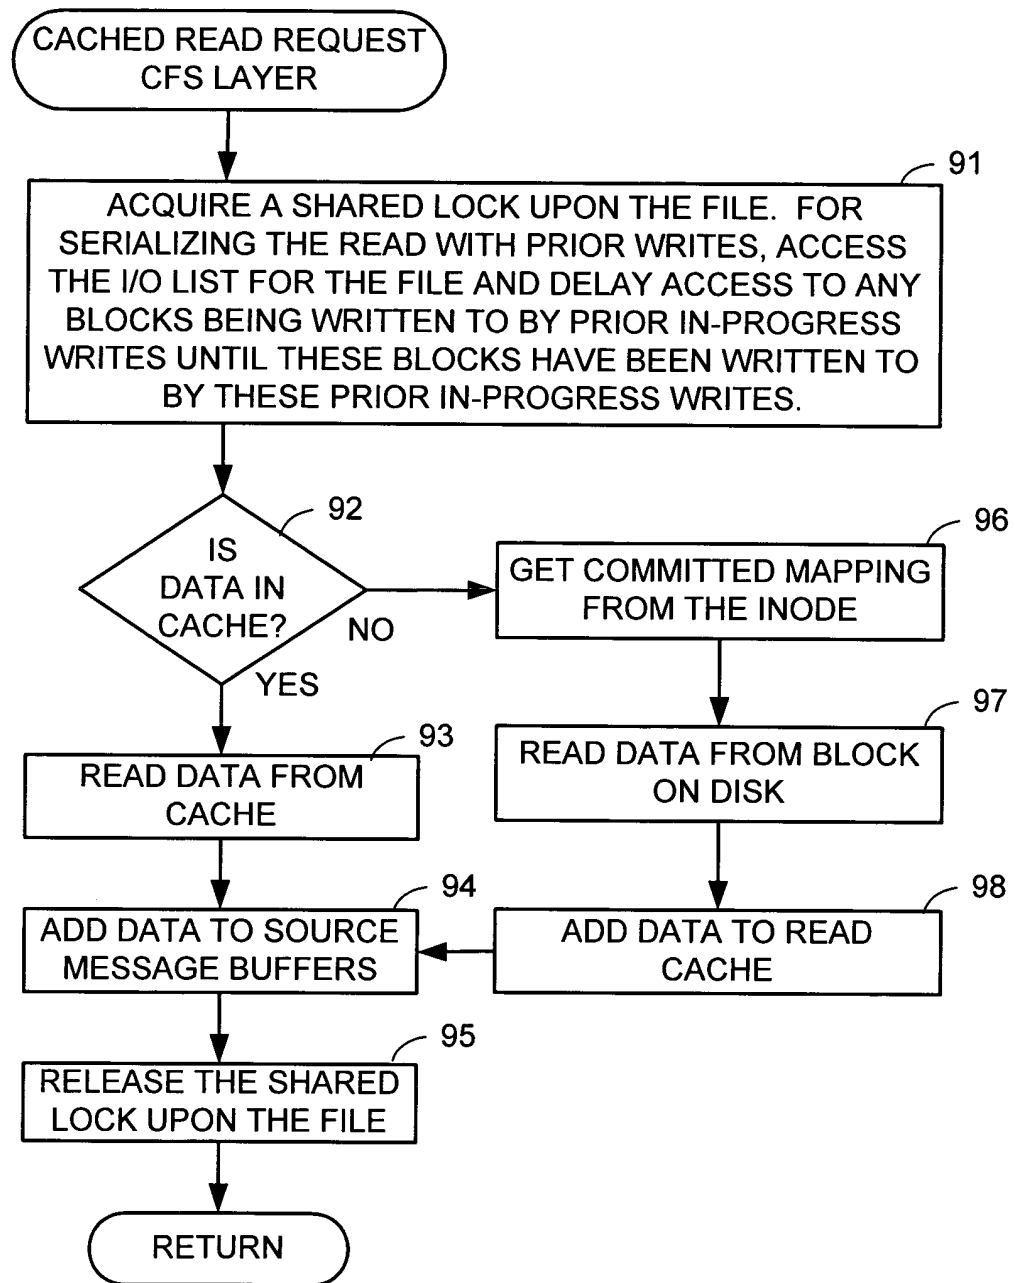 CACHED READ REQUEST
CFS LAYER
91
ACQUIRE A SHARED LOCK UPON THE FILE. FOR
SERIALIZING THE READ WITH PRIOR WRITES, ACCESS
THE I/O LIST FOR THE FILE AND DELAY ACCESS TO ANY
BLOCKS BEING WRITTEN TO BY PRIOR IN-PROGRESS
WRITES UNTIL THESE BLOCKS HAVE BEEN WRITTEN TO
BY THESE PRIOR IN-PROGRESS WRITES.
92
IS
DATA IN
CACHE?
NO
YES
96
GET COMMITTED MAPPING
FROM THE INODE
93
READ DATA FROM
CACHE
97
READ DATA FROM BLOCK
ON DISK
94
ADD DATA TO SOURCE
MESSAGE BUFFERS
98
ADD DATA TO READ
CACHE
95
RELEASE THE SHARED
LOCK UPON THE FILE
RETURN